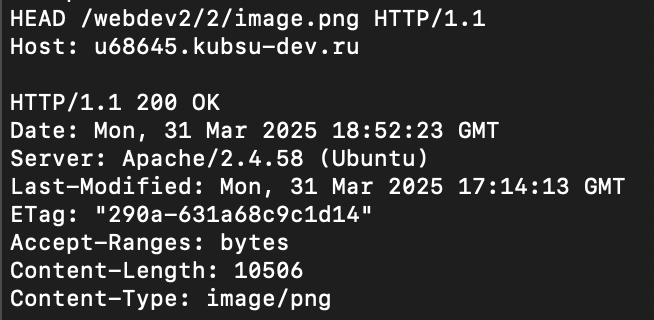 HEAD /webdev2/2/image.png HTTP/1.1
Host: u68645.kubsu-dev.ru

HTTP/1.1 200 OK
Date: Mon, 31 Mar 2025 18:52:23 GMT
Server: Apache/2.4.58 (Ubuntu)
Last-Modified: Mon, 31 Mar 2025 17:14:13 GMT
ETag: "290a-631a68c9c1d14"
Accept-Ranges: bytes
Content-Length: 10506
Content-Type: image/png